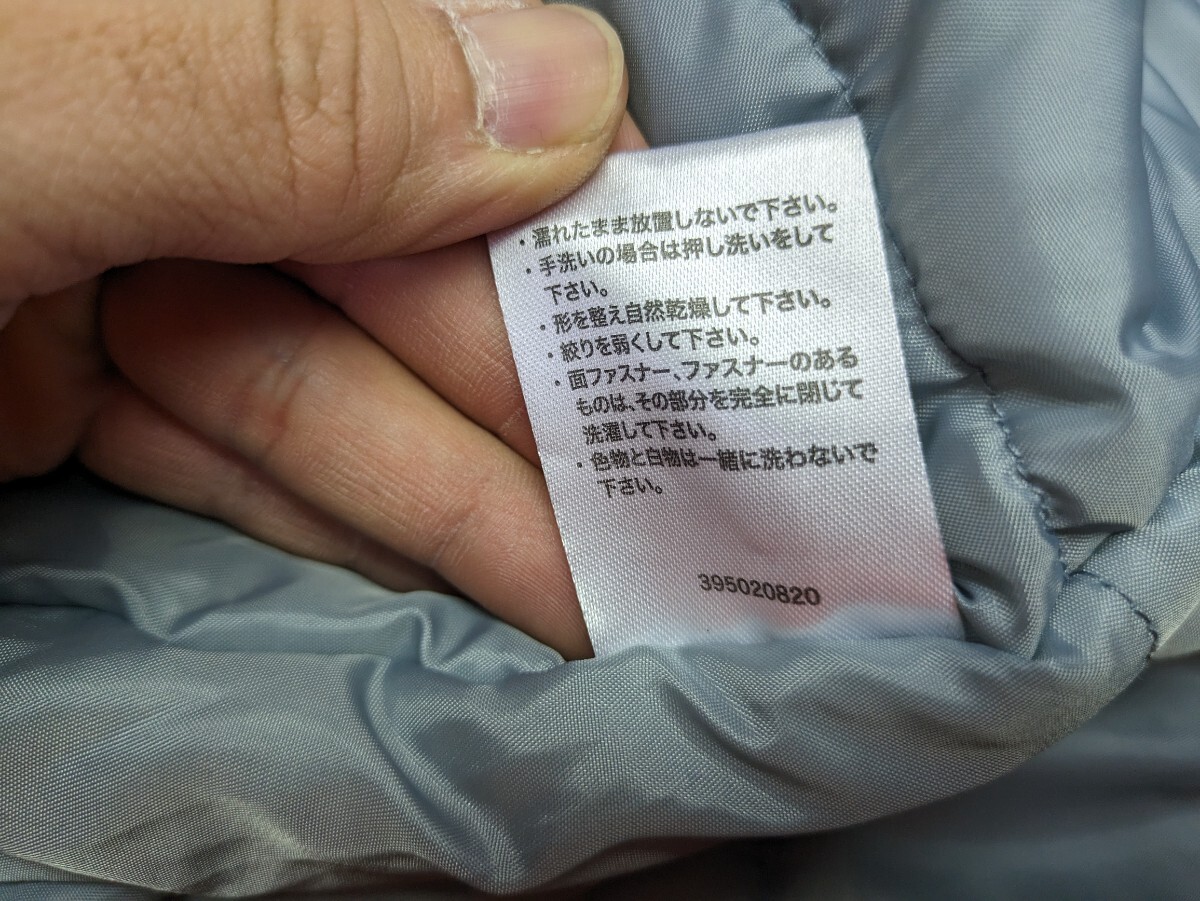 ・濡れたまま放置しないで下さい。
・手洗いの場合は押し洗いをして
下さい。
・形を整え自然乾燥して下さい。
・絞りを弱くして下さい。
・面ファスナー、ファスナーのある
ものは、その部分を完全に閉じて
洗濯して下さい。
・色物と白物は一緒に洗わないで
下さい。
395020820